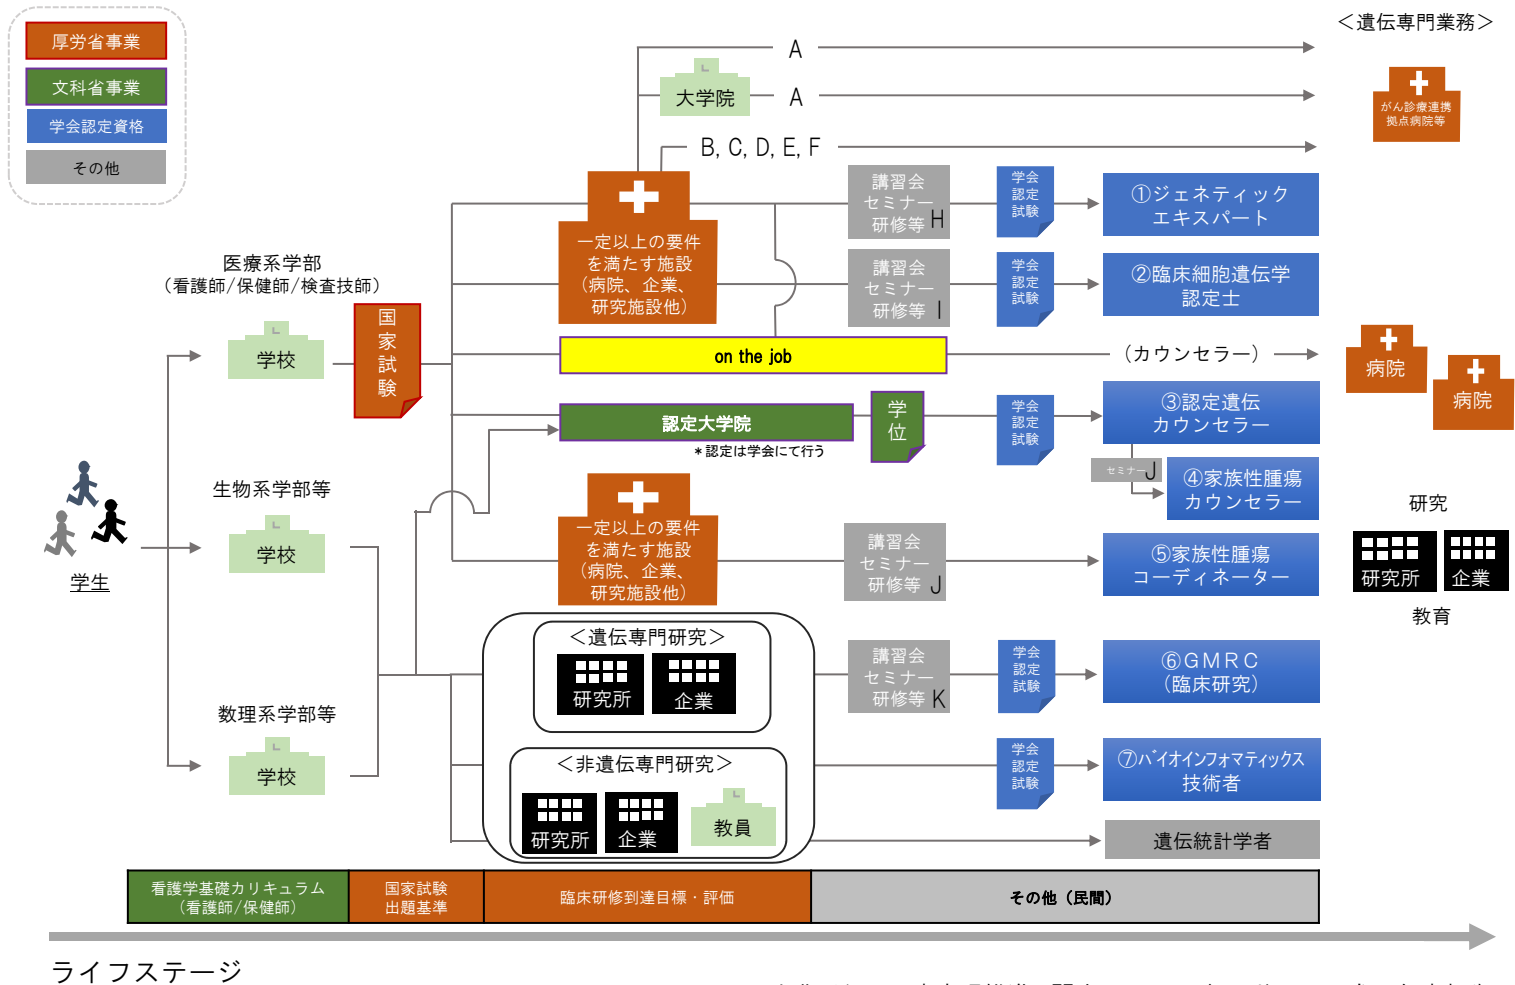 厚労省事業
文科省事業
学会認定資格
その他
＜遺伝専門業務＞
A
大学院
A
がん診療連携
拠点病院等
B, C, D, E, F
一定以上の要件
を満たす施設
(病院、企業、
研究施設他)
講習会
セミナー
研修等 H
学会
認定
試験
①ジェネティック
エキスパート
講習会
セミナー
研修等 I
学会
認定
試験
②臨床細胞遺伝学
認定士
医療系学部
(看護師/保健師/検査技師)
学校
国
家
試
験
on the job
(カウンセラー)
病院
病院
認定大学院
＊認定は学会にて行う
学
位
学会
認定
試験
③認定遺伝
カウンセラー
セミナー J
④家族性腫瘍
カウンセラー
学生
生物系学部等
学校
一定以上の要件
を満たす施設
(病院、企業、
研究施設他)
講習会
セミナー
研修等 J
⑤家族性腫瘍
コーディネーター
研究
研究所
企業
教育
＜遺伝専門研究＞
研究所
企業
講習会
セミナー
研修等 K
学会
認定
試験
⑥ＧＭＲＣ
(臨床研究)
数理系学部等
学校
＜非遺伝専門研究＞
研究所
企業
教員
学会
認定
試験
⑦バイオインフォマティックス
技術者
遺伝統計学者
看護学基礎カリキュラム
(看護師/保健師)
国家試験
出題基準
臨床研修到達目標・評価
その他（民間）
ライフステージ